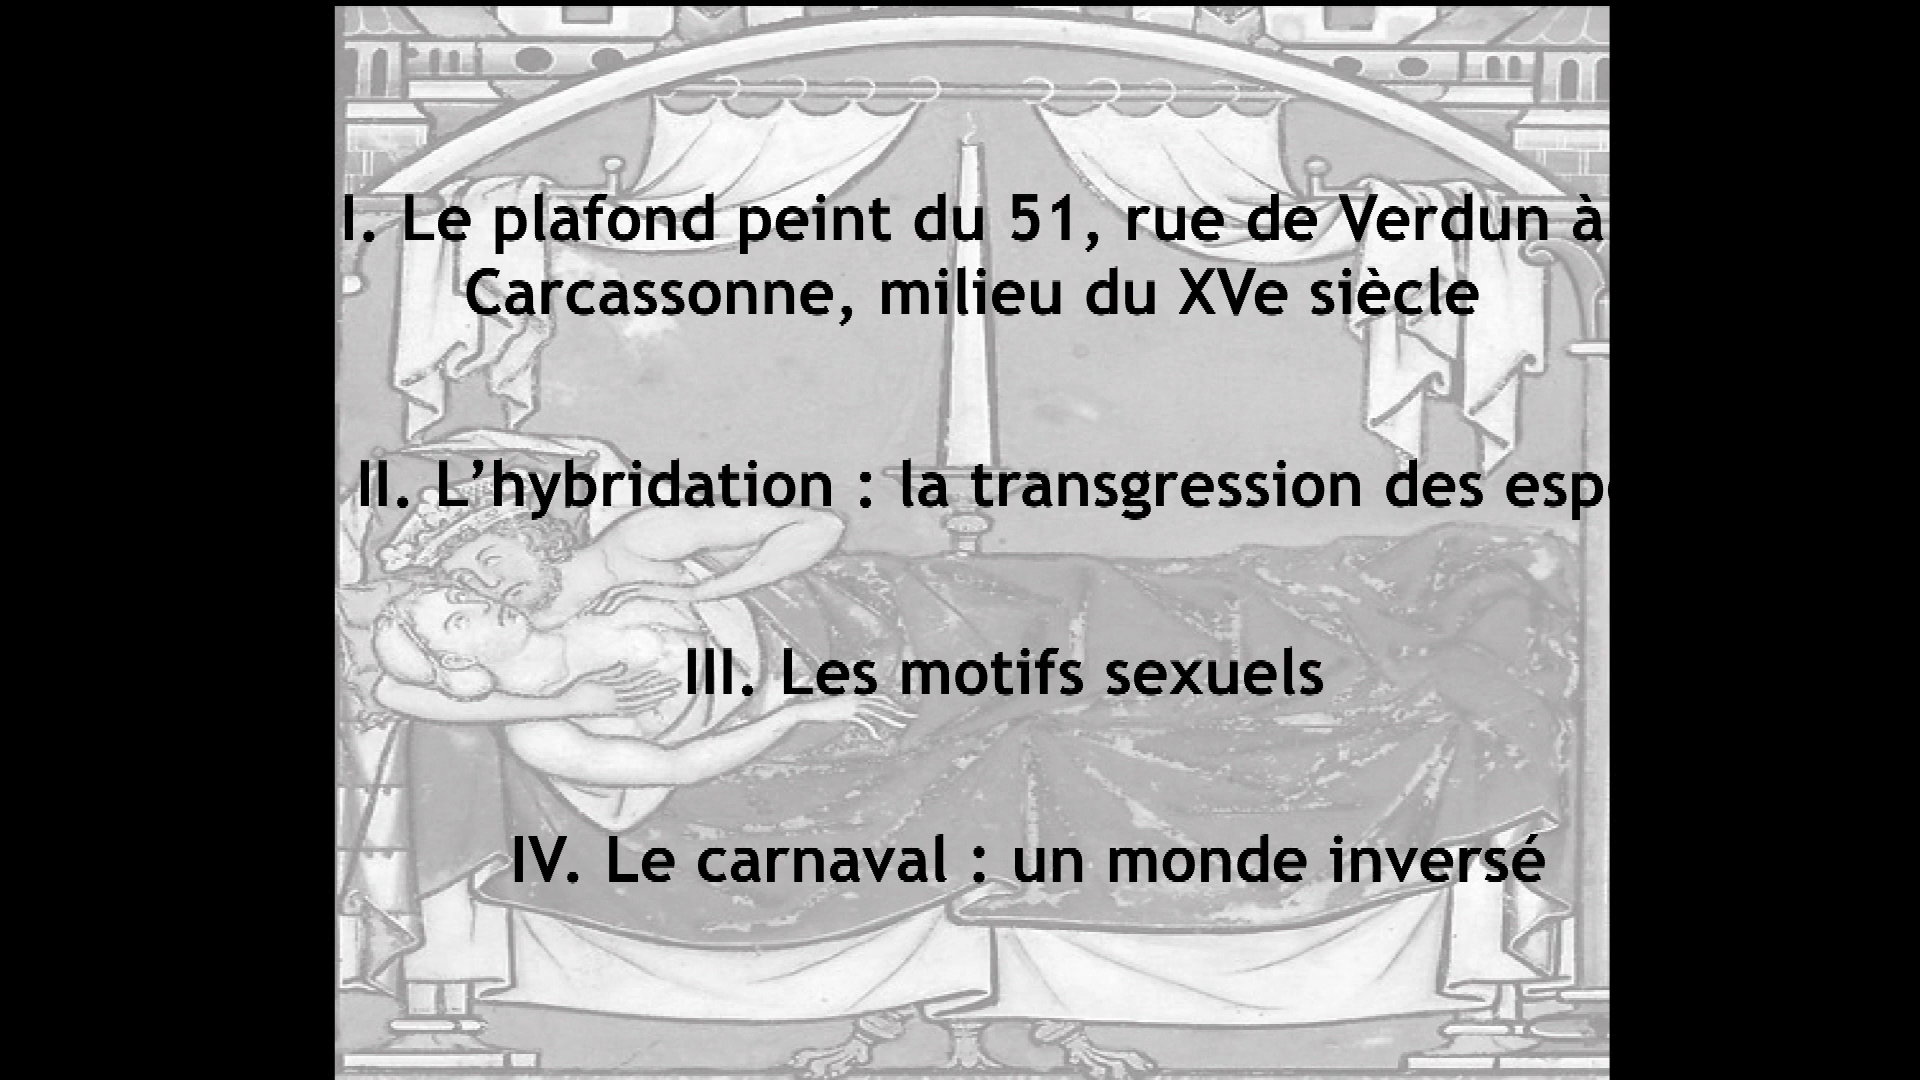 I. Le plafond peint du 51, rue de Verdun à
Carcassonne, milieu du XVe siècle
II. L’hybridation : la transgression des esp
III. Les motifs sexuels
IV. Le carnaval : un monde inversé